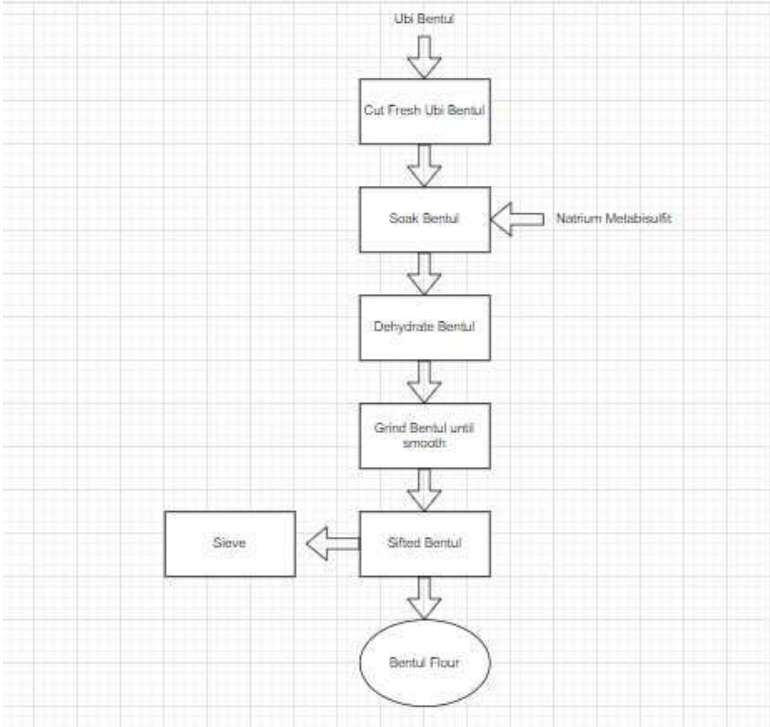 Ubi Bentul
Cut Fresh Ubi Bentul
Soak Bentul
Natrium Metabisulfit
Dehydrate Bentul
Grind Bentul until
smooth
Sieve
Sifted Bentul
Bentul Flour